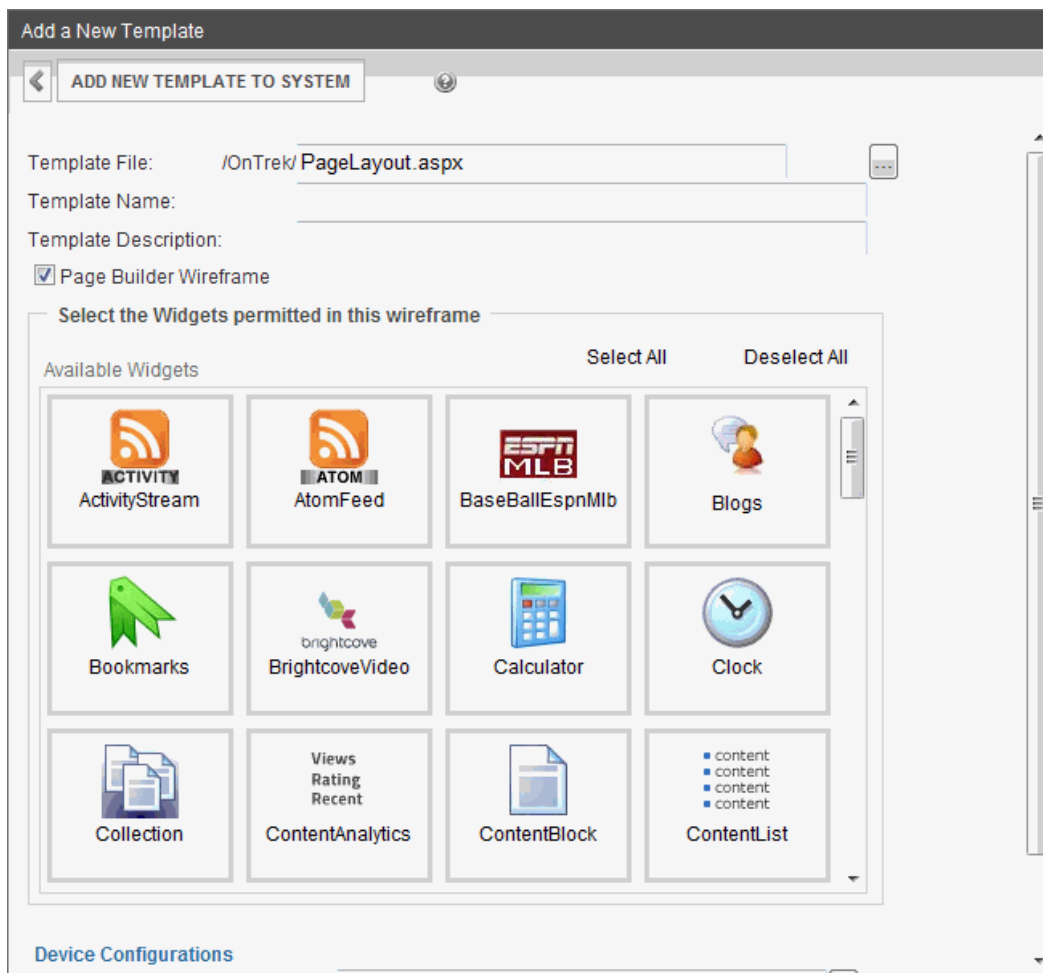 Add a New Template
ADD NEW TEMPLATE TO SYSTEM
Template File: /OnTrek/ PageLayout.aspx ...
Template Name:
Template Description:
Page Builder Wireframe
Select the Widgets permitted in this wireframe
Available Widgets Select All Deselect All
ACTIVITY
ActivityStream
ATOM
AtomFeed
ESPN
MLB
BaseBallEspnMlb
Blogs
Bookmarks
brightcove
BrightcoveVideo
Calculator
Clock
Collection
Views
Rating
Recent
ContentAnalytics
ContentBlock
content
content
content
content
ContentList
Device Configurations